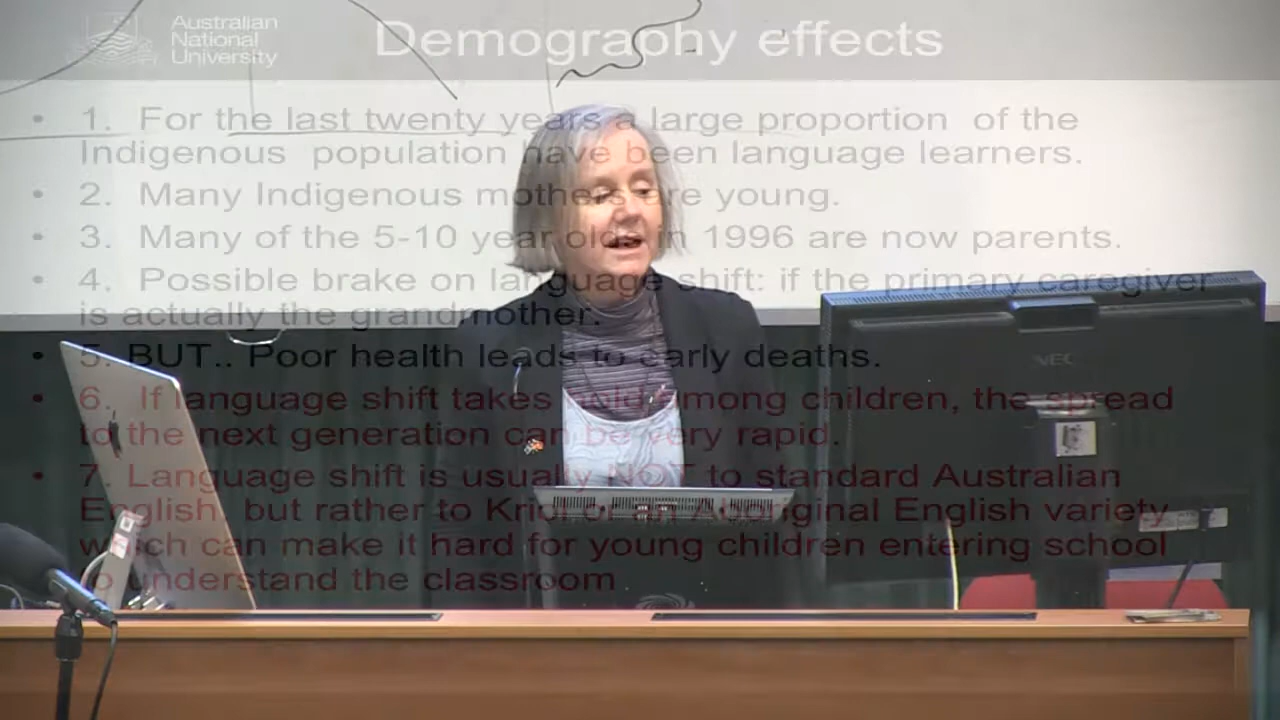 Australian
National
University
Demography effects
• 1. For the last twenty years a large proportion of the
Indigenous population have been language learners.
• 2. Many Indigenous mothers are young.
• 3. Many of the 5-10 year olds in 1996 are now parents.
• 4. Possible brake on language shift: if the primary caregiver
is actually the grandmother.
• 5. BUT.. Poor health leads to early deaths.
• 6. If language shift takes hold among children, the spread
to the next generation can be very rapid.
• 7. Language shift is usually NOT to standard Australian
English, but rather to Kriol or an Aboriginal English variety
which can make it hard for young children entering school
to understand the classroom
NEC